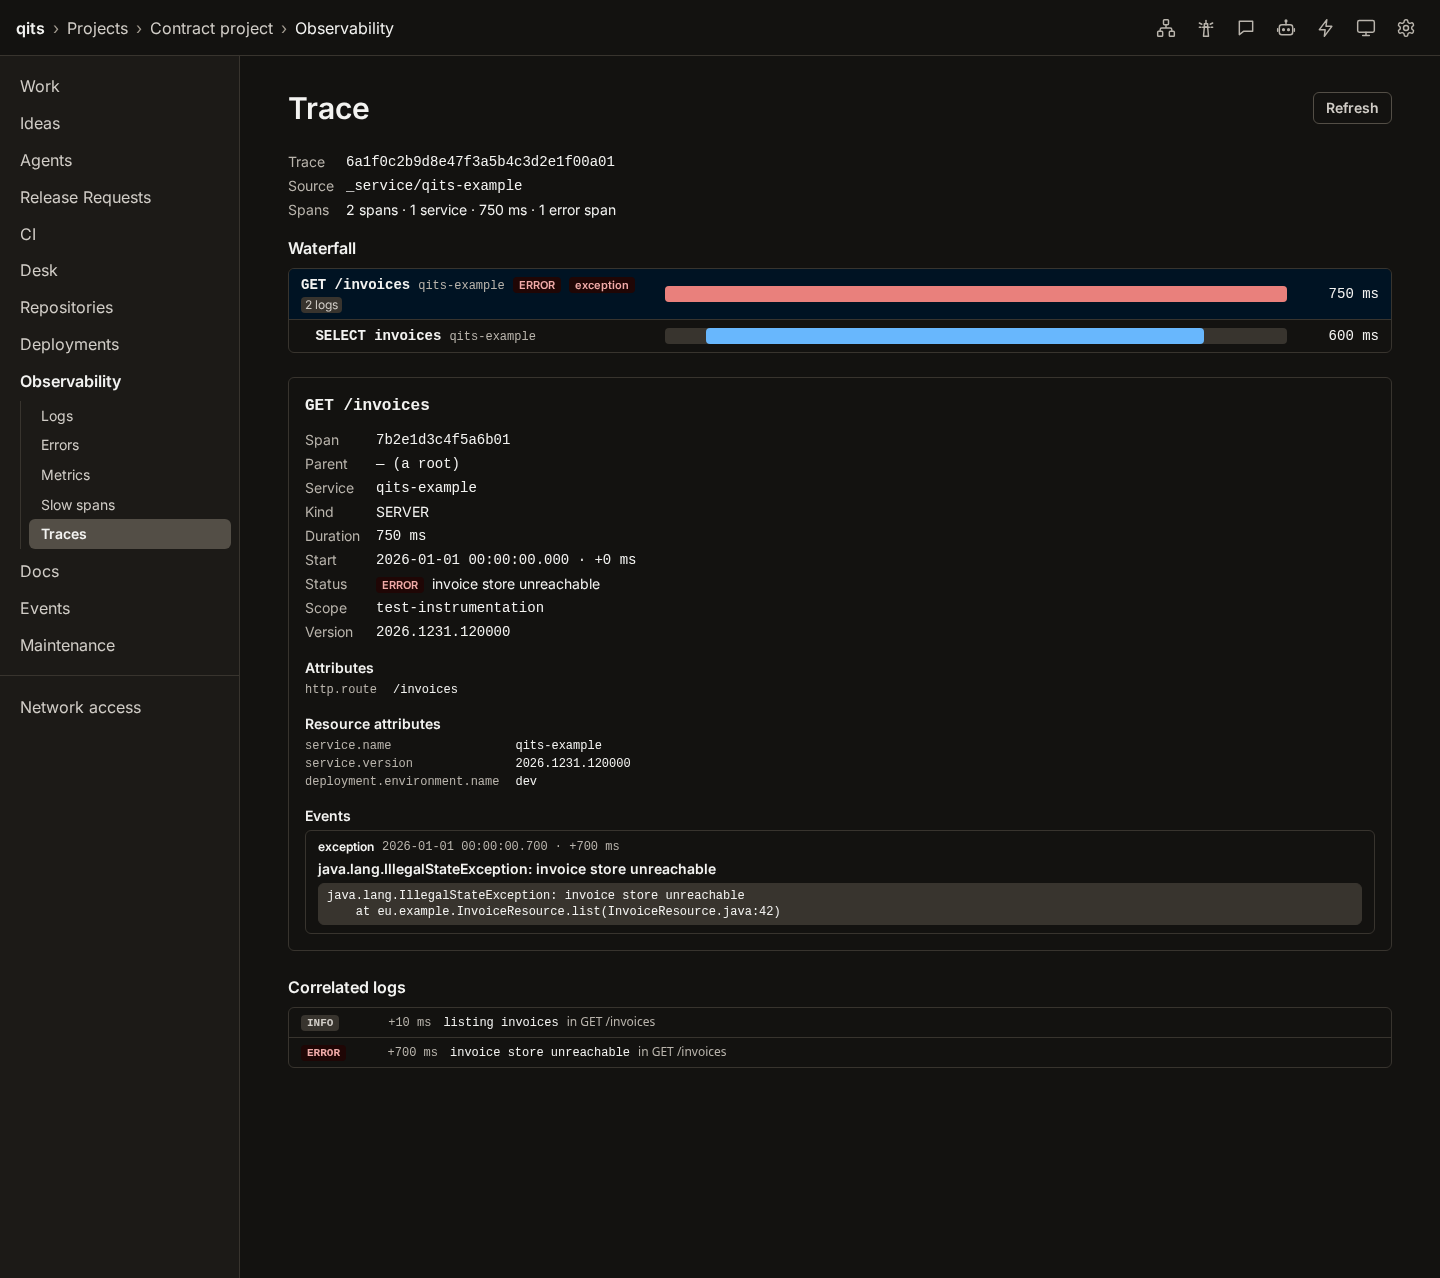 qits › Projects › Contract project › Observability
Work
Ideas
Agents
Release Requests
CI
Desk
Repositories
Deployments
Observability
Logs
Errors
Metrics
Slow spans
Traces
Docs
Events
Maintenance
Network access
Trace
Refresh
Trace 6a1f0c2b9d8e47f3a5b4c3d2e1f00a01
Source _service/qits-example
Spans 2 spans · 1 service · 750 ms · 1 error span
Waterfall
GET /invoices qits-example ERROR exception
2 logs
750 ms
SELECT invoices qits-example 600 ms
GET /invoices
Span 7b2e1d3c4f5a6b01
Parent — (a root)
Service qits-example
Kind SERVER
Duration 750 ms
Start 2026-01-01 00:00:00.000 · +0 ms
Status ERROR invoice store unreachable
Scope test-instrumentation
Version 2026.1231.120000
Attributes
http.route /invoices
Resource attributes
service.name qits-example
service.version 2026.1231.120000
deployment.environment.name dev
Events
exception 2026-01-01 00:00:00.700 · +700 ms
java.lang.IllegalStateException: invoice store unreachable
java.lang.IllegalStateException: invoice store unreachable
at eu.example.InvoiceResource.list(InvoiceResource.java:42)
Correlated logs
INFO +10 ms listing invoices in GET /invoices
ERROR +700 ms invoice store unreachable in GET /invoices